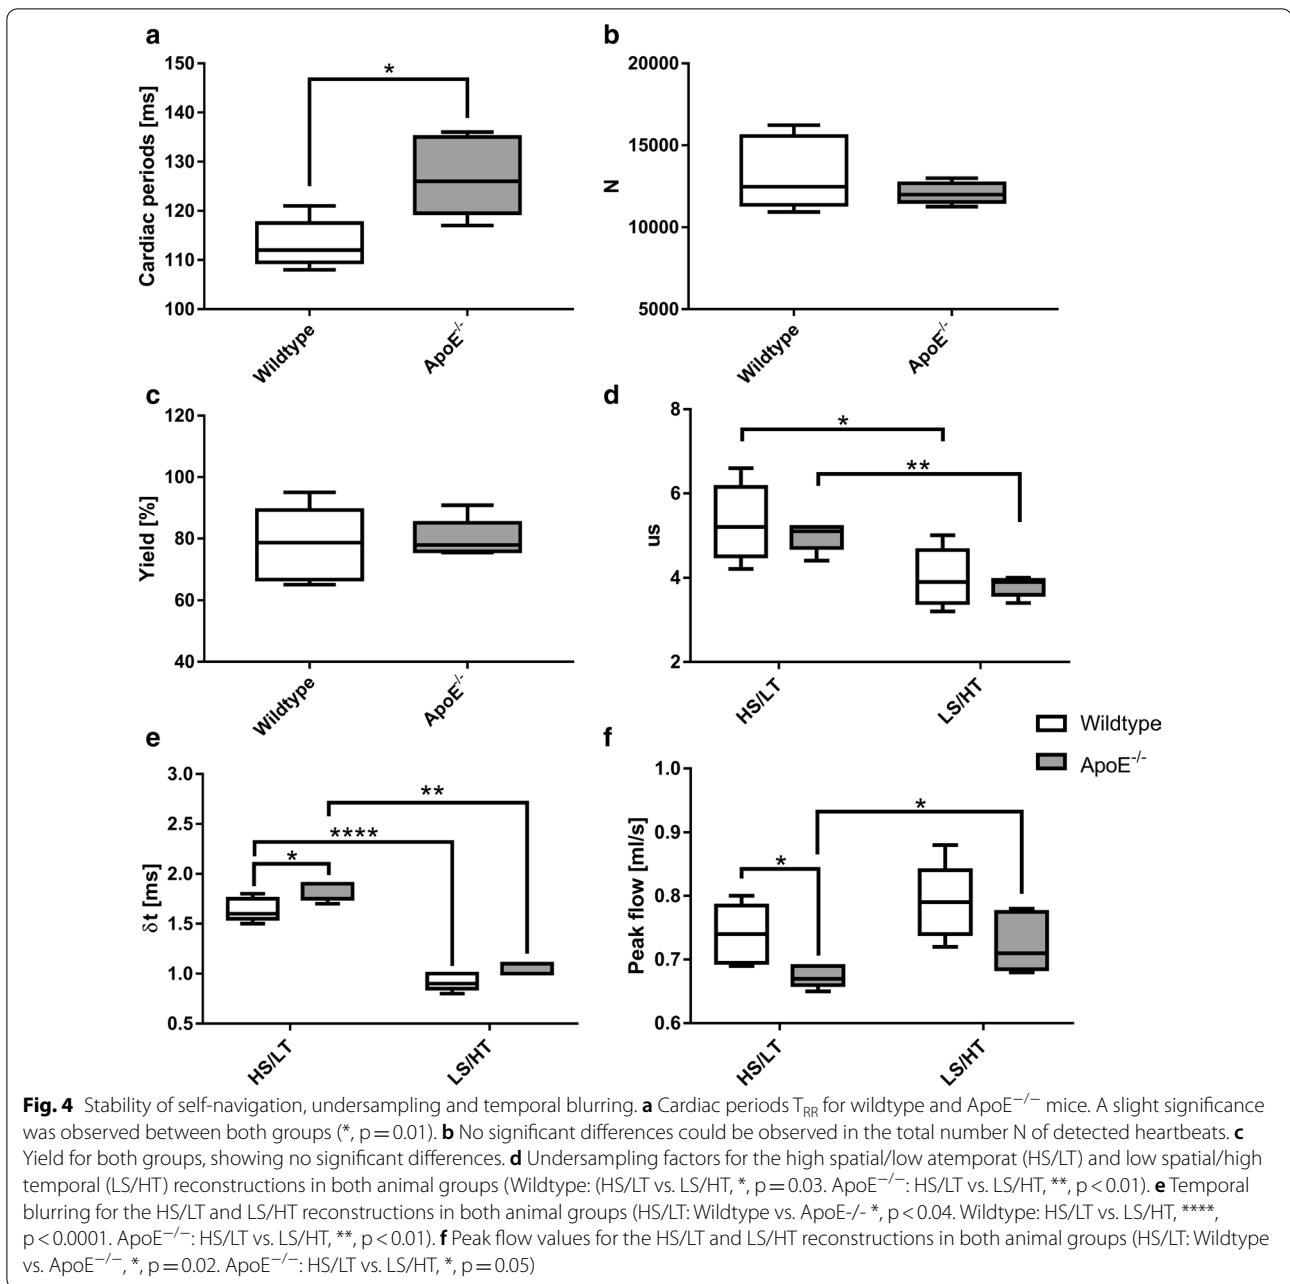 a
150
140
130
120
110
100
Cardiac periods [ms]
*
Wildtype
ApoE-/-
b
20000
15000
10000
5000
N
Wildtype
ApoE-/-
c
120
100
80
60
40
Yield [%]
Wildtype
ApoE-/-
d
8
6
4
2
us
*
**
HS/LT
LS/HT
Wildtype
ApoE-/-
e
3.0
2.5
2.0
1.5
1.0
0.5
δt [ms]
**
****
*
HS/LT
LS/HT
f
1.0
0.9
0.8
0.7
0.6
Peak flow [ml/s]
*
*
HS/LT
LS/HT
Fig. 4 Stability of self-navigation, undersampling and temporal blurring. a Cardiac periods TRR for wildtype and ApoE−/− mice. A slight significance
was observed between both groups (*, p = 0.01). b No significant differences could be observed in the total number N of detected heartbeats. c
Yield for both groups, showing no significant differences. d Undersampling factors for the high spatial/low atemporat (HS/LT) and low spatial/high
temporal (LS/HT) reconstructions in both animal groups (Wildtype: (HS/LT vs. LS/HT, *, p = 0.03. ApoE−/−: HS/LT vs. LS/HT, **, p < 0.01). e Temporal
blurring for the HS/LT and LS/HT reconstructions in both animal groups (HS/LT: Wildtype vs. ApoE-/- *, p < 0.04. Wildtype: HS/LT vs. LS/HT, ****,
p < 0.0001. ApoE−/−: HS/LT vs. LS/HT, **, p < 0.01). f Peak flow values for the HS/LT and LS/HT reconstructions in both animal groups (HS/LT: Wildtype
vs. ApoE−/−, *, p = 0.02. ApoE−/−: HS/LT vs. LS/HT, *, p = 0.05)